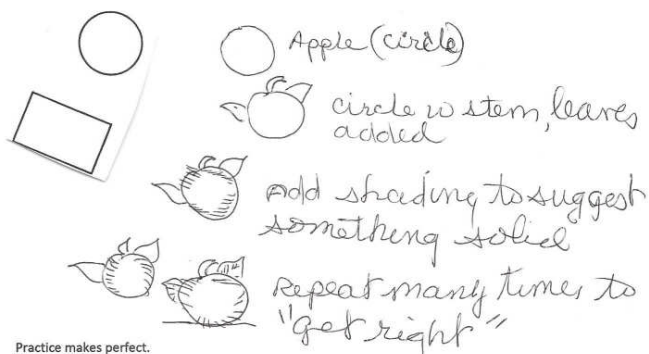 Apple (circle)
circle w stem, leaves
added
Add shading to suggest
something solid
Repeat many times to
"get right"
Practice makes perfect.